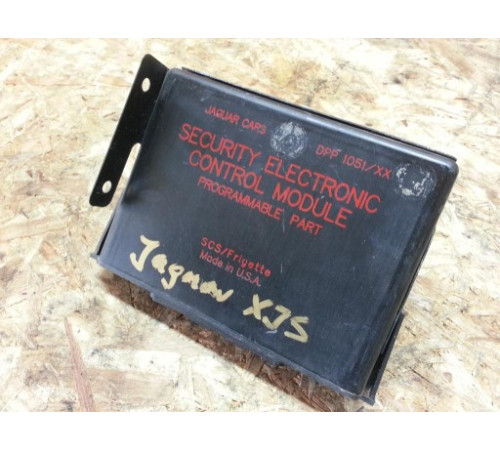 JAGUAR CARS DPP 1051/XX
SECURITY ELECTRONIC
CONTROL MODULE
PROGRAMMABLE PART
SCS/Frigette
Made in U.S.A.
Jaguar XJS